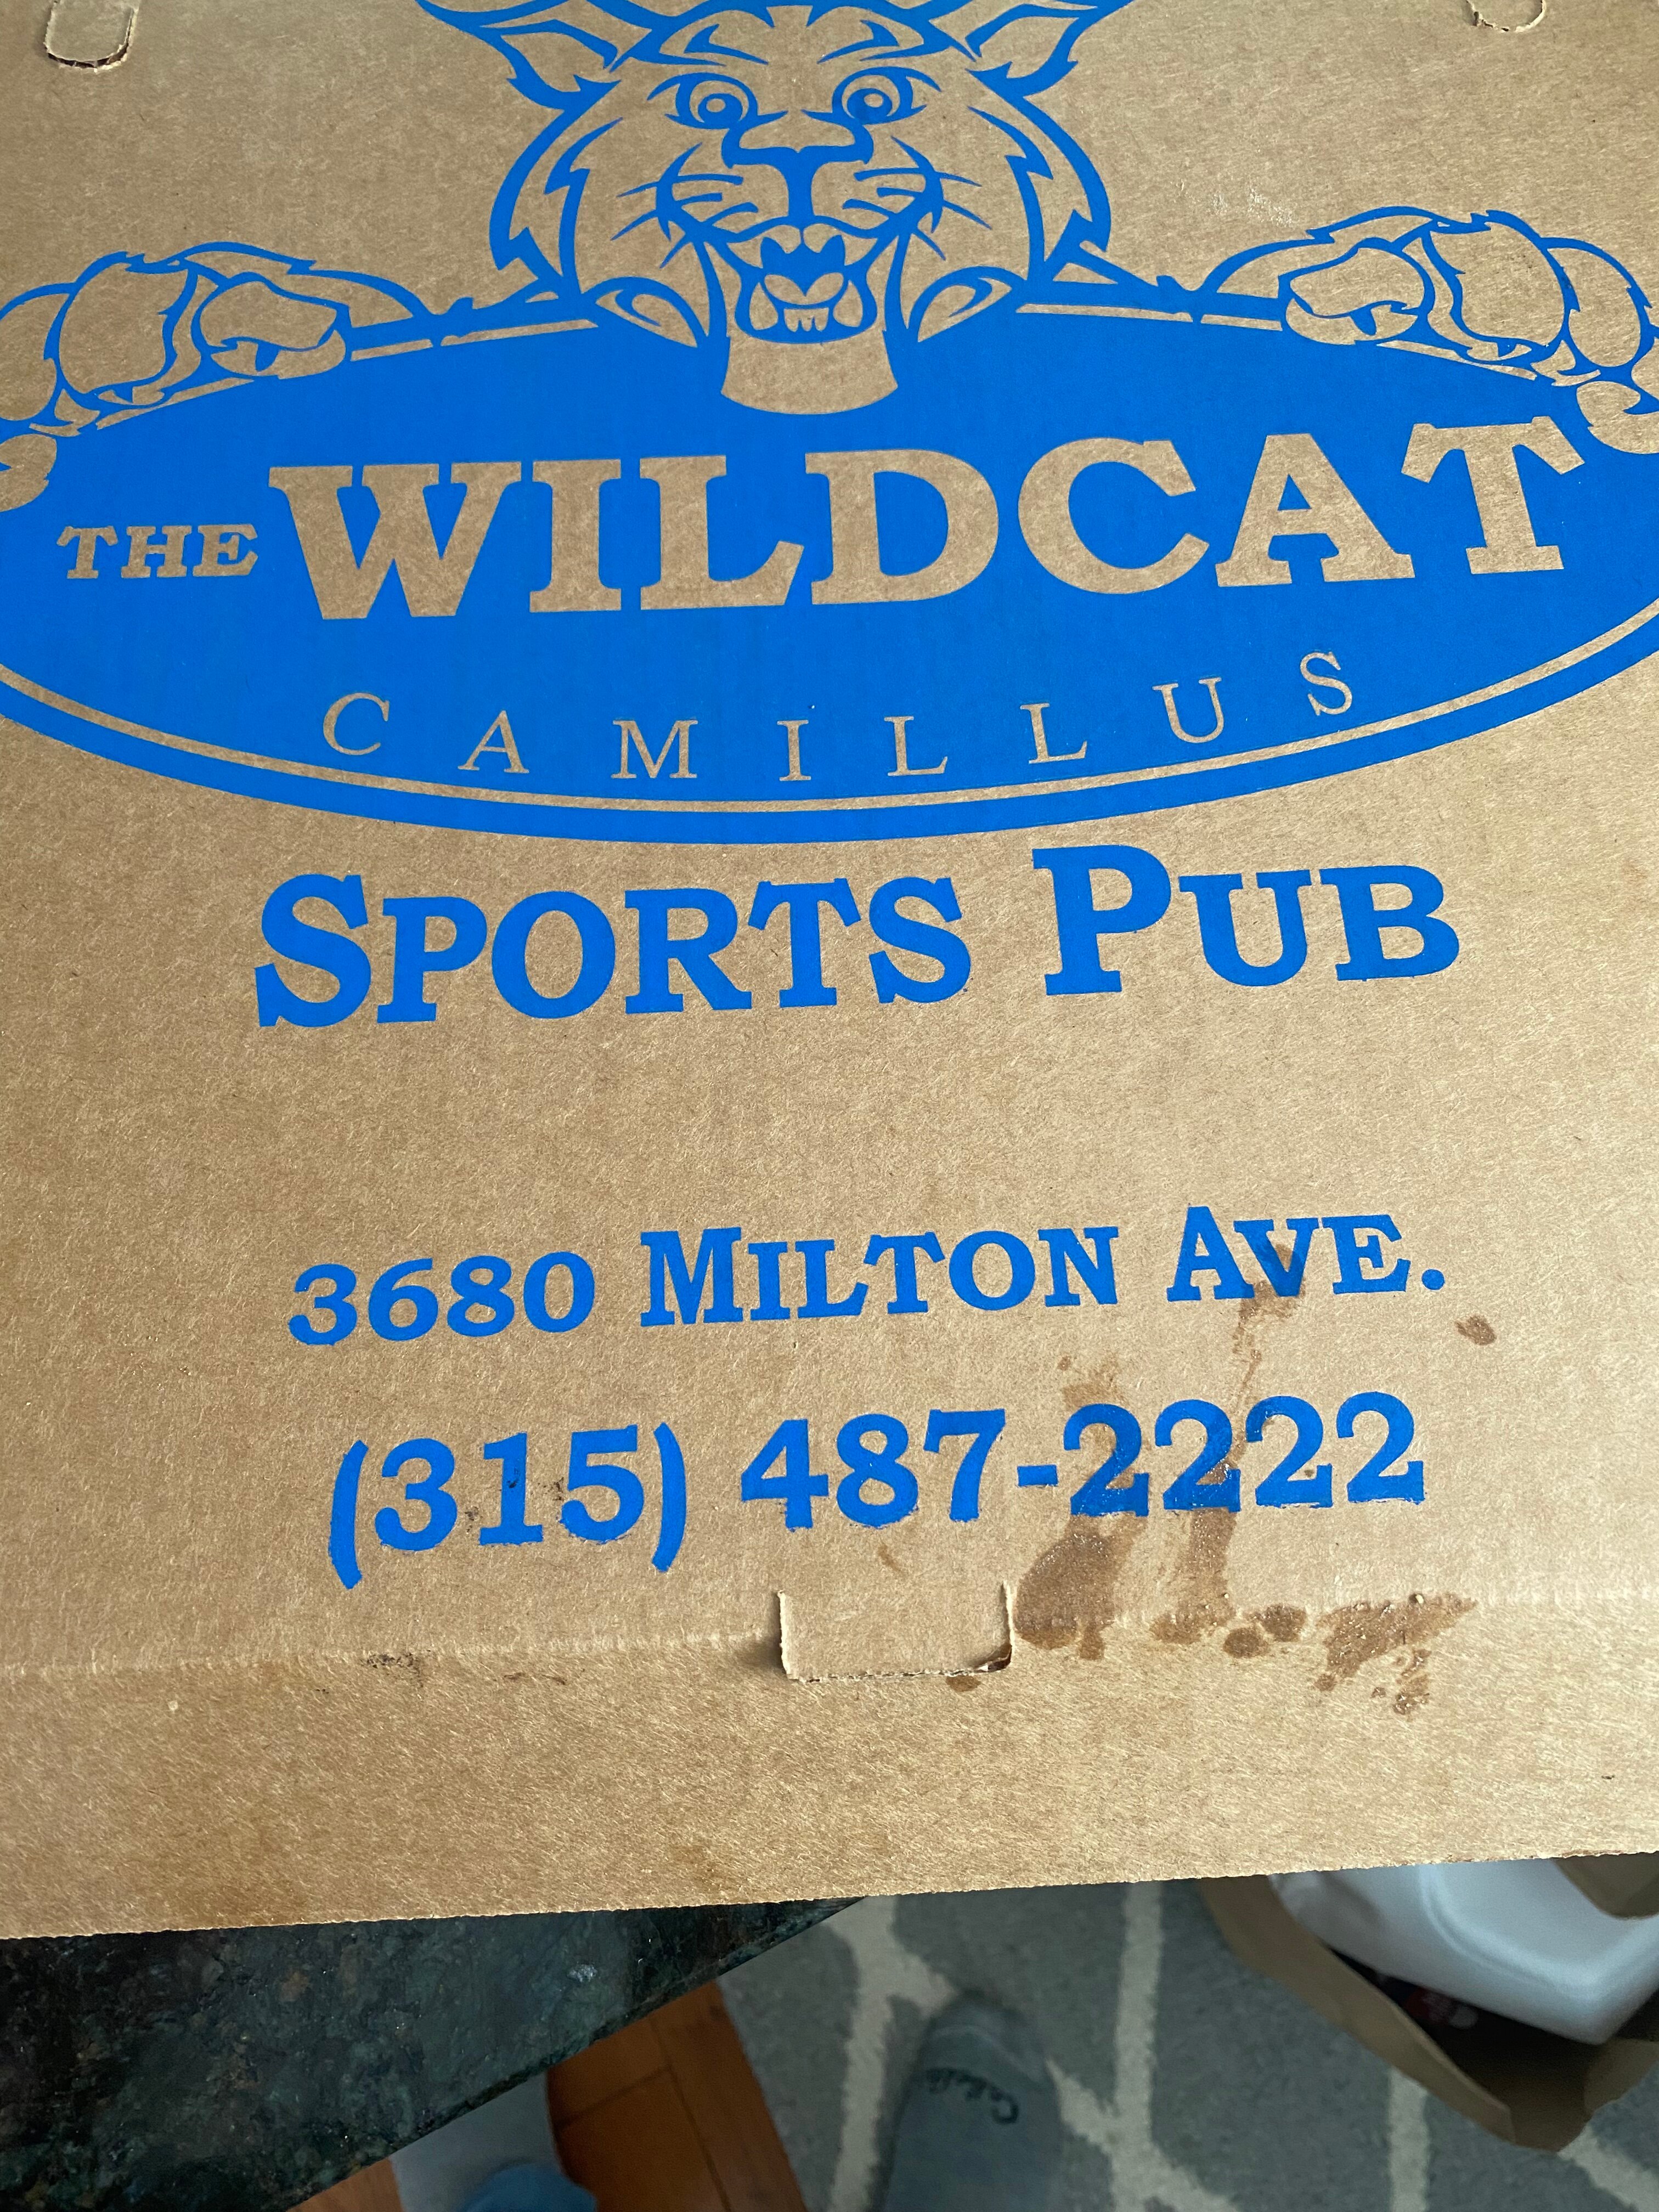 THE WILDCAT
CAMILLUS
SPORTS PUB
3680 MILTON AVE.
(315) 487-2222